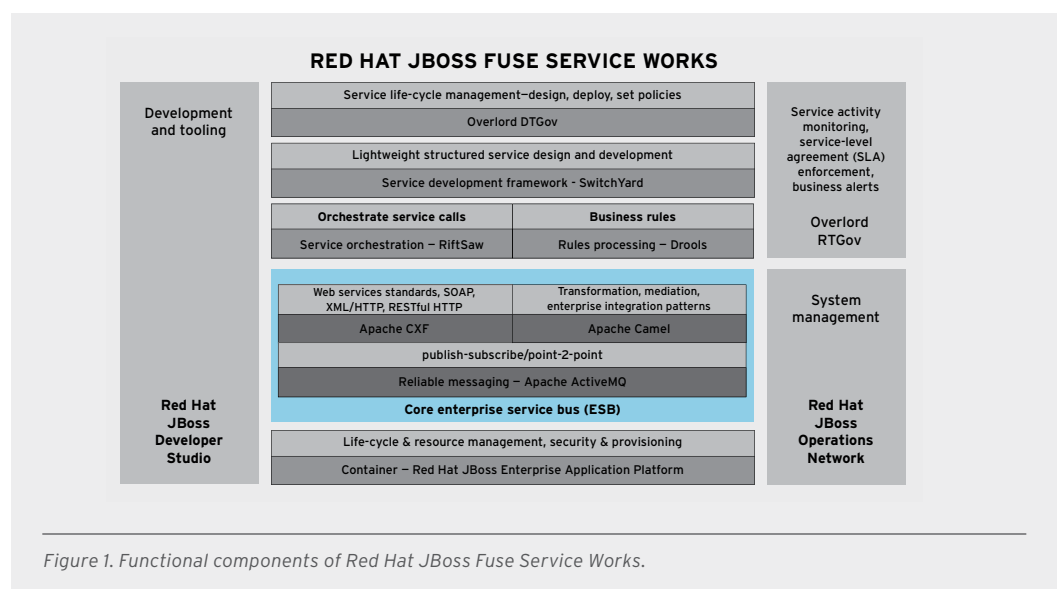 RED HAT JBOSS FUSE SERVICE WORKS
Development
and tooling
Red Hat
JBoss
Developer
Studio
Service life-cycle management—design, deploy, set policies
Overlord DTGov
Lightweight structured service design and development
Service development framework - SwitchYard
Orchestrate service calls
Service orchestration — RiftSaw
Business rules
Rules processing — Drools
Web services standards, SOAP,
XML/HTTP, RESTful HTTP
Apache CXF
Transformation, mediation,
enterprise integration patterns
Apache Camel
publish-subscribe/point-2-point
Reliable messaging — Apache ActiveMQ
Core enterprise service bus (ESB)
Life-cycle & resource management, security & provisioning
Container — Red Hat JBoss Enterprise Application Platform
Service activity
monitoring,
service-level
agreement (SLA)
enforcement,
business alerts
Overlord
RTGov
System
management
Red Hat
JBoss
Operations
Network
Figure 1. Functional components of Red Hat JBoss Fuse Service Works.